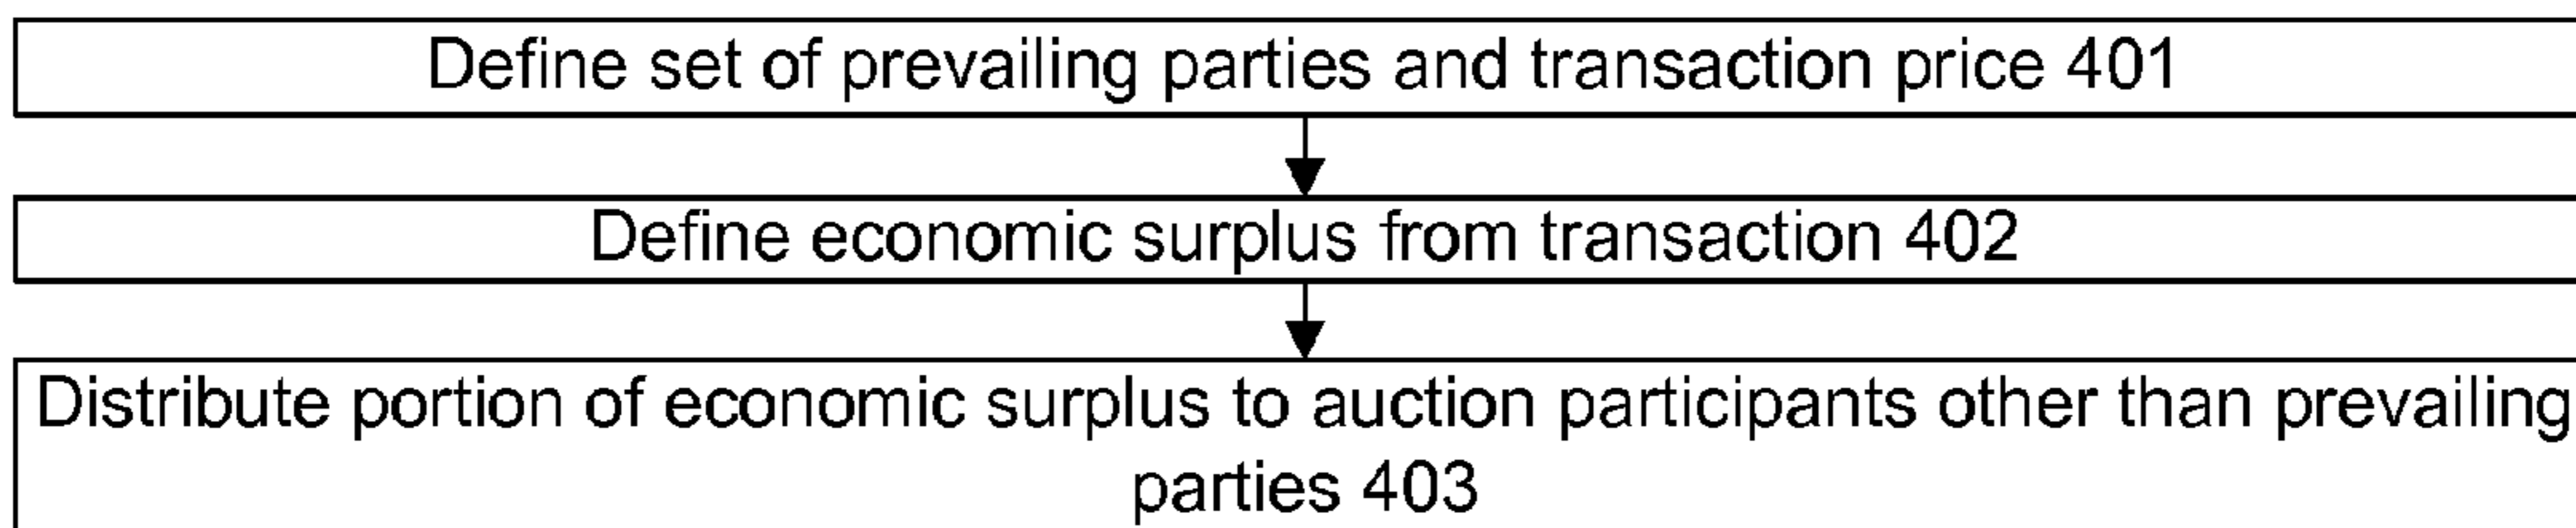 Define set of prevailing parties and transaction price 401
Define economic surplus from transaction 402
Distribute portion of economic surplus to auction participants other than prevailing
parties 403